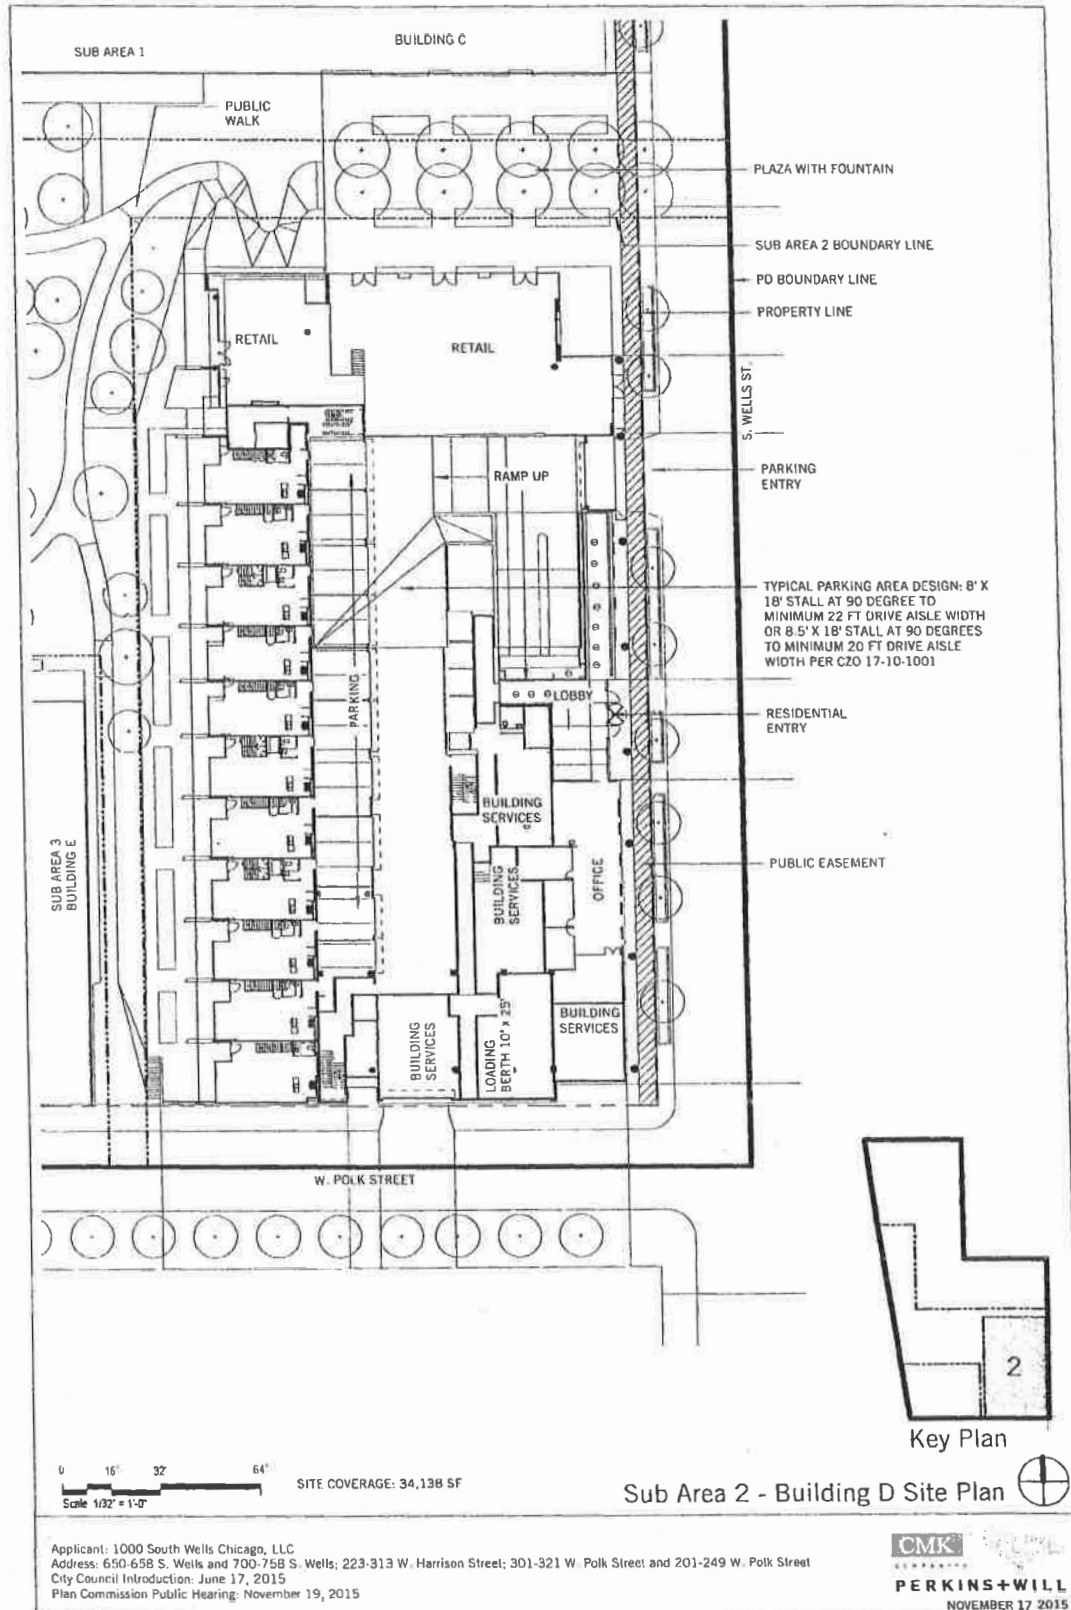 SUB AREA 1
BUILDING C
PUBLIC
WALK
PLAZA WITH FOUNTAIN
SUB AREA 2 BOUNDARY LINE
PD BOUNDARY LINE
PROPERTY LINE
RETAIL
RETAIL
S. WELLS ST.
PARKING
ENTRY
RAMP UP
TYPICAL PARKING AREA DESIGN: 8' X
18' STALL AT 90 DEGREE TO
MINIMUM 22 FT DRIVE AISLE WIDTH
OR 8.5' X 18' STALL AT 90 DEGREES
TO MINIMUM 20 FT DRIVE AISLE
WIDTH PER CZO 17-10-1001
PARKING
LOBBY
RESIDENTIAL
ENTRY
BUILDING
SERVICES
SUB AREA 3
BUILDING E
BUILDING
SERVICES
OFFICE
PUBLIC EASEMENT
BUILDING
SERVICES
LOADING
BERTH 10' X 25'
BUILDING
SERVICES
W. POLK STREET
2
Key Plan
0 16' 32' 64'
Scale 1/32" = 1'-0"
SITE COVERAGE: 34,138 SF
Sub Area 2 - Building D Site Plan
Applicant: 1000 South Wells Chicago, LLC
Address: 650-658 S. Wells and 700-758 S. Wells; 223-313 W. Harrison Street; 301-321 W. Polk Street and 201-249 W. Polk Street
City Council Introduction: June 17, 2015
Plan Commission Public Hearing: November 19, 2015
CMK
PERKINS+WILL
NOVEMBER 17 2015